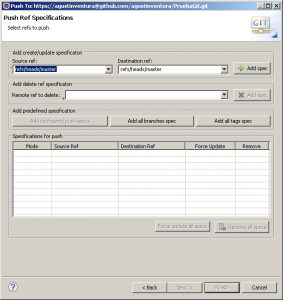 Push To: https://agustinventura@github.com/agustinventura/PruebaGit.git
Push Ref Specifications
Select refs to push.
GIT
Add create/update specification
Source ref:
Destination ref:
refs/heads/master
refs/heads/master
Add spec
Add delete ref specification
Remote ref to delete:
Add spec
Add predefined specification
Add configured push specs
Add all branches spec
Add all tags spec
Specifications for push
Mode
Source Ref
Destination Ref
Force Update
Remove
Force update all specs
Remove all specs
?
< Back
Next >
Finish
Cancel